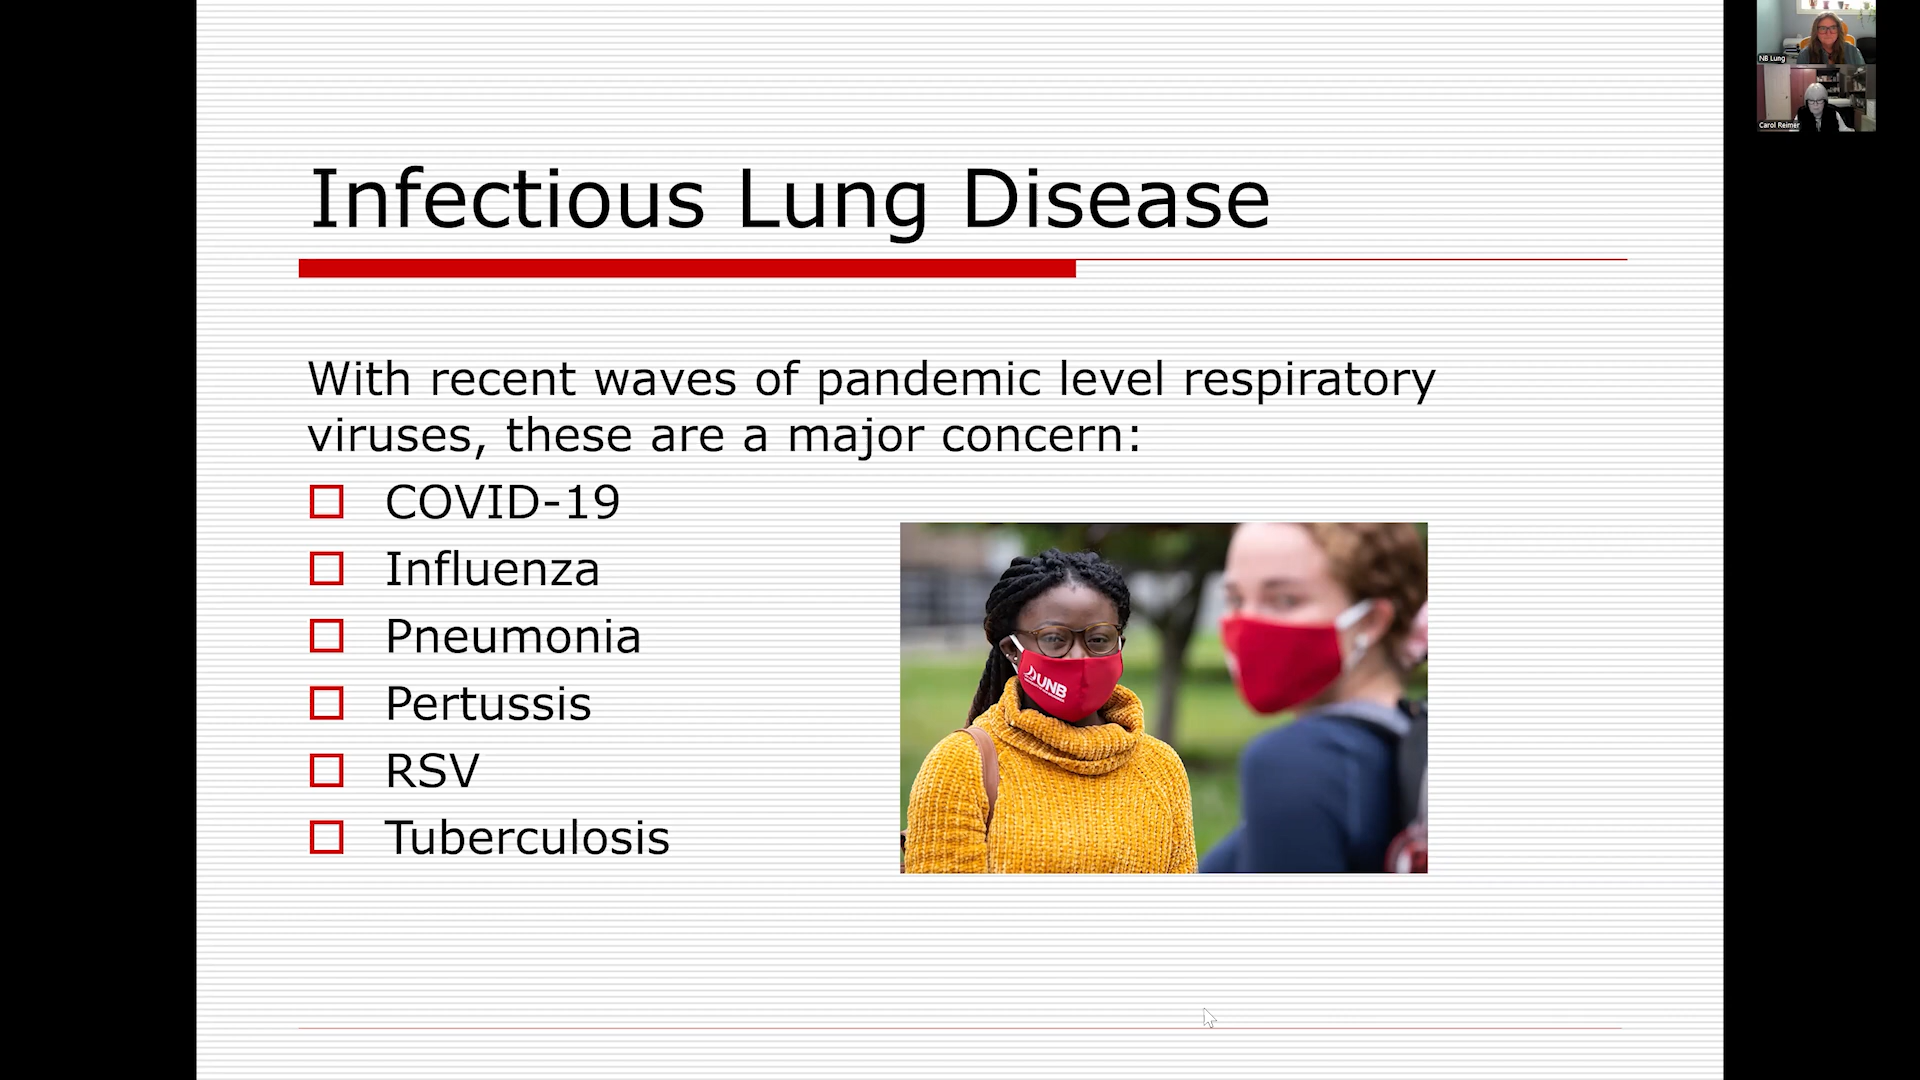 Infectious Lung Disease
With recent waves of pandemic level respiratory
viruses, these are a major concern:
COVID-19
Influenza
Pneumonia
Pertussis
RSV
Tuberculosis
UNB
NB Lung
Carol Reimer